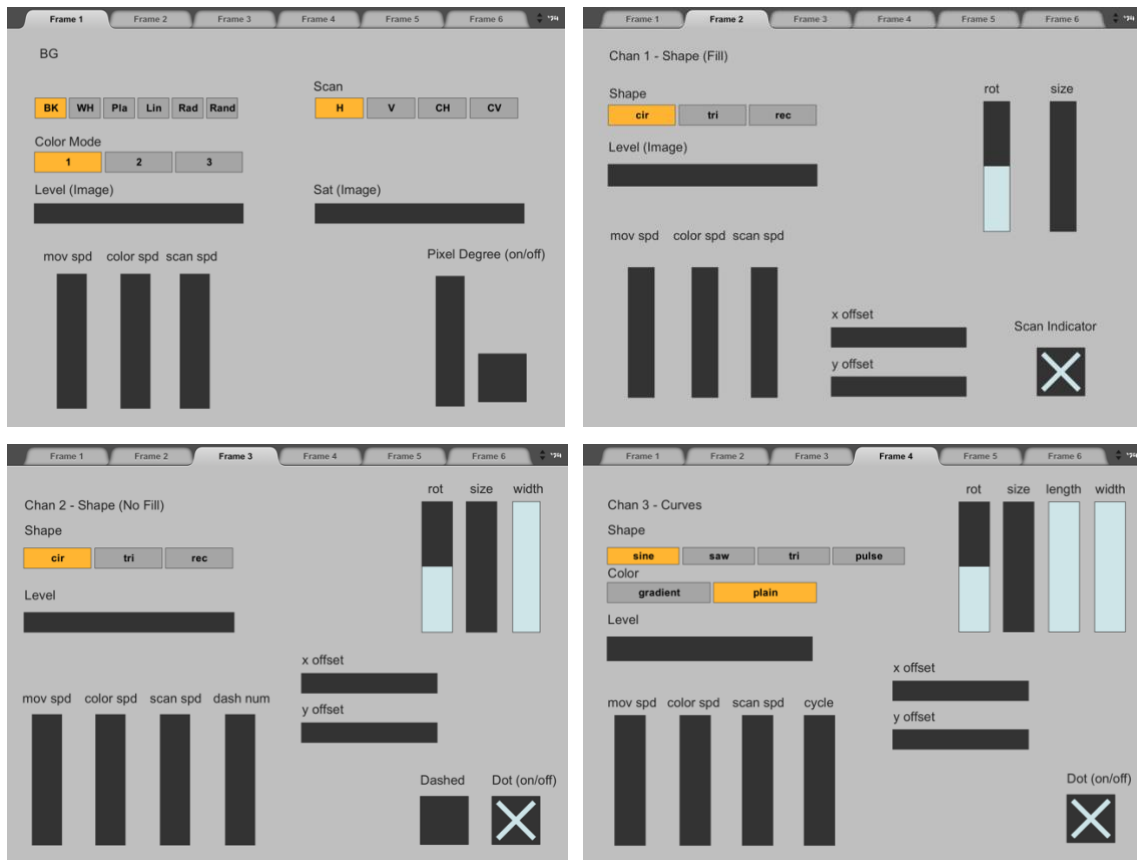 Frame 1 Frame 2 Frame 3 Frame 4 Frame 5 Frame 6 '74
BG
Scan
BK WH Pla Lin Rad Rand
H V CH CV
Color Mode
1 2 3
Level (Image) Sat (Image)
mov spd color spd scan spd Pixel Degree (on/off)
Frame 1 Frame 2 Frame 3 Frame 4 Frame 5 Frame 6 '74
Chan 1 - Shape (Fill)
Shape rot size
cir tri rec
Level (Image)
mov spd color spd scan spd
x offset
Scan Indicator
y offset
Frame 1 Frame 2 Frame 3 Frame 4 Frame 5 Frame 6 '74
rot size width
Chan 2 - Shape (No Fill)
Shape
cir tri rec
Level
x offset
mov spd color spd scan spd dash num
y offset
Dashed Dot (on/off)
Frame 1 Frame 2 Frame 3 Frame 4 Frame 5 Frame 6 '74
rot size length width
Chan 3 - Curves
Shape
sine saw tri pulse
Color
gradient plain
Level
x offset
mov spd color spd scan spd cycle
y offset
Dot (on/off)